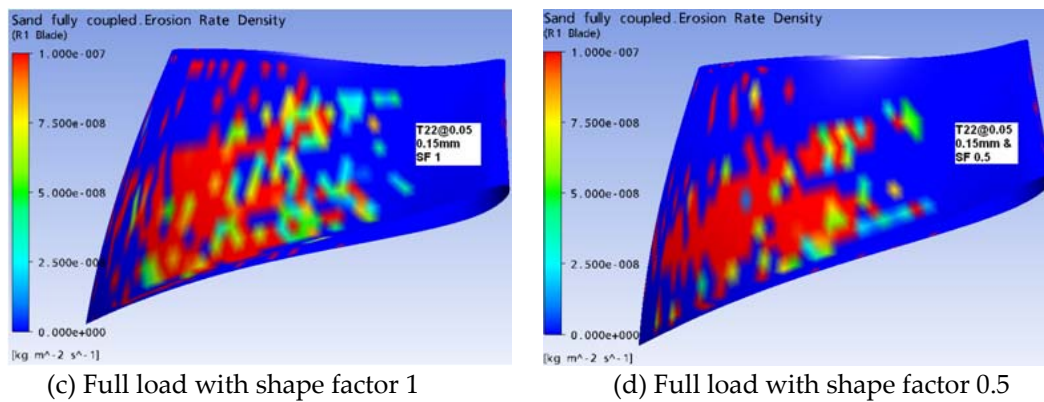 Sand fully coupled.Erosion Rate Density
(R1 Blade)
1.000e-007
7.500e-008
5.000e-008
2.500e-00
0.000e+000
[kg m^-2 s^-1]
T22@0.05
0.15mm
SF 1
(c) Full load with shape factor 1
Sand fully coupled.Erosion Rate Density
(R1 Blade)
1.000e-007
7.500e-008
5.000e-008
2.500e-008
0.000e+000
[kg m^-2 s^-1]
T22@0.05
0.15mm &
SF 0.5
(d) Full load with shape factor 0.5